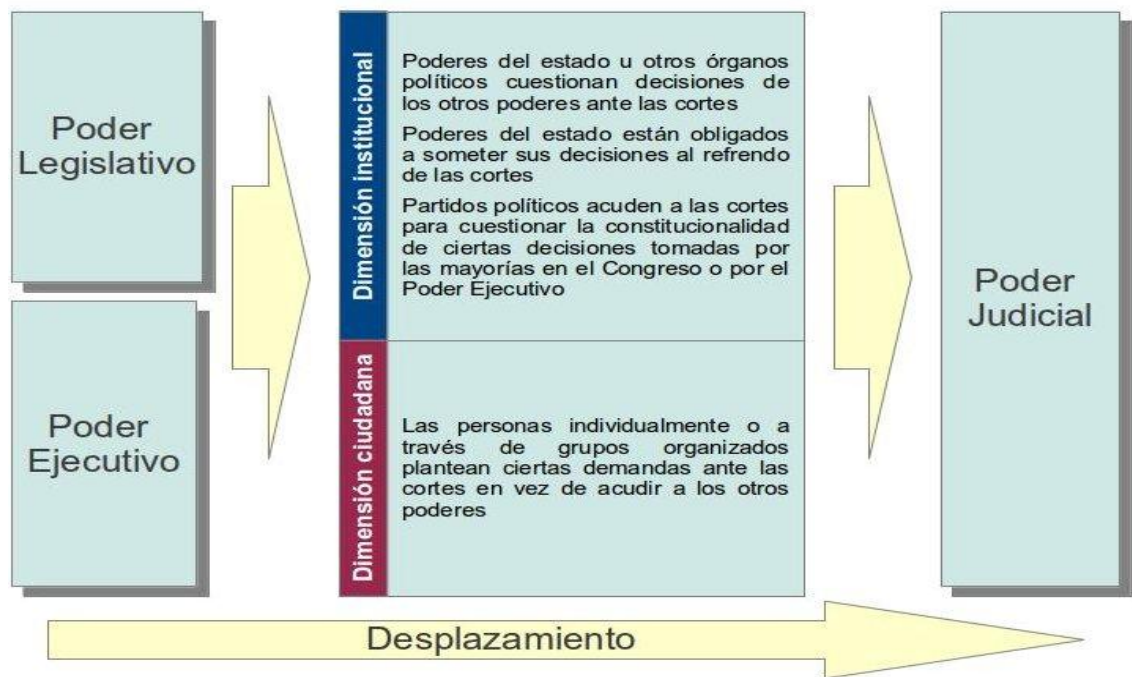 Poder
Legislativo
Poder
Ejecutivo
Dimensión institucional
Poderes del estado u otros órganos
políticos cuestionan decisiones de
los otros poderes ante las cortes
Poderes del estado están obligados
a someter sus decisiones al refrendo
de las cortes
Partidos políticos acuden a las cortes
para cuestionar la constitucionalidad
de ciertas decisiones tomadas por
las mayorías en el Congreso o por el
Poder Ejecutivo
Dimensión ciudadana
Las personas individualmente o a
través de grupos organizados
plantean ciertas demandas ante las
cortes en vez de acudir a los otros
poderes
Poder
Judicial
Desplazamiento